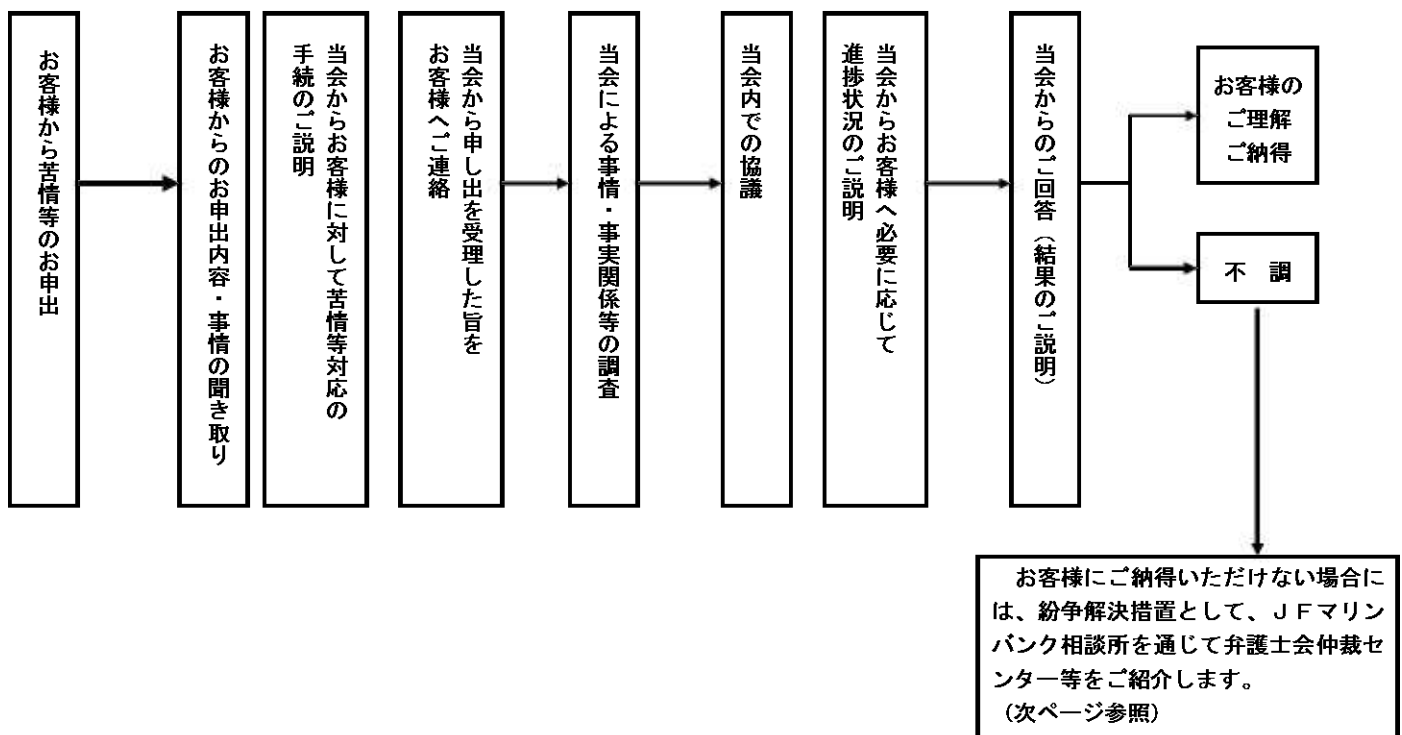 お客様から苦情等のお申出
お客様からのお申出内容・事情の聞き取り
当会からお客様に対して苦情等対応の
手続のご説明
当会から申し出を受理した旨を
お客様へご連絡
当会による事情・事実関係等の調査
当会内での協議
当会からお客様へ必要に応じて
進捗状況のご説明
当会からのご回答（結果のご説明）
お客様の
ご理解
ご納得
不　調
お客様にご納得いただけない場合に
は、紛争解決措置として、ＪＦマリン
バンク相談所を通じて弁護士会仲裁セ
ンター等をご紹介します。
（次ページ参照）